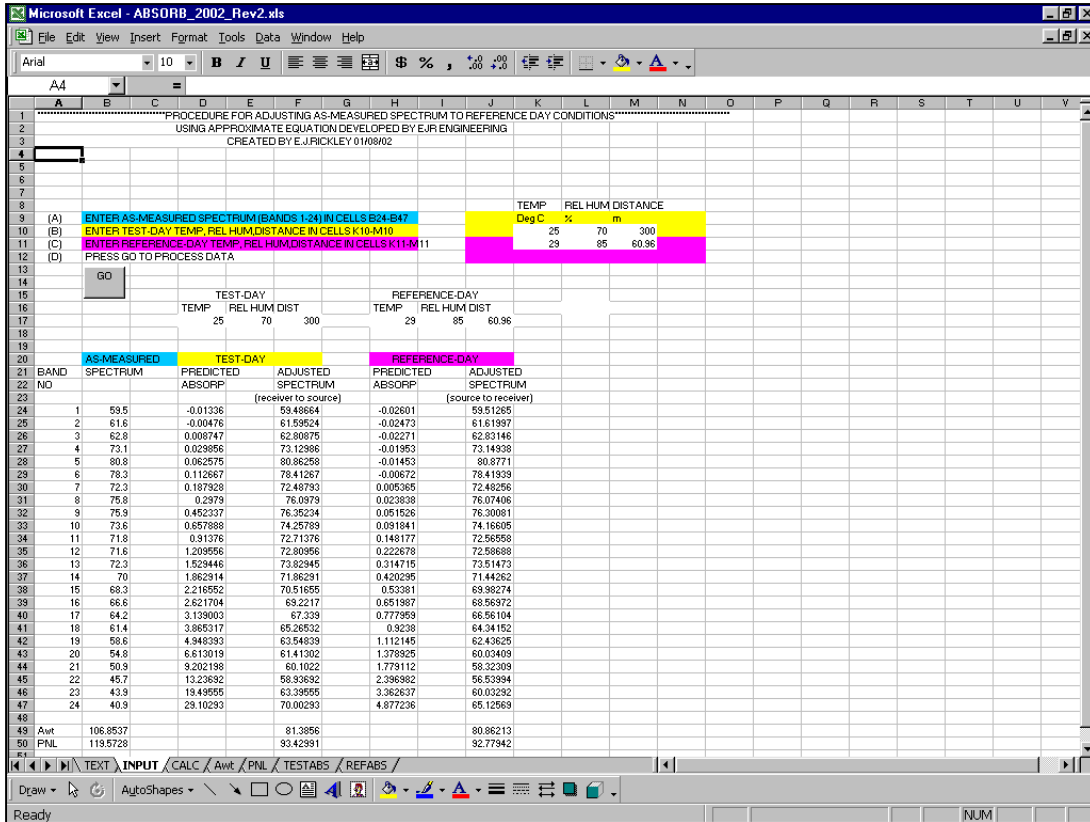 Microsoft Excel - ABSORB_2002_Rev2.xls
File Edit View Insert Format Tools Data Window Help
Arial 10 B I U $ % , .0 .00 .00 .0 A
A4 =
A B C D E F G H I J K L M N O P Q R S T U V
1 "PROCEDURE FOR ADJUSTING AS-MEASURED SPECTRUM TO REFERENCE DAY CONDITIONS"
2 USING APPROXIMATE EQUATION DEVELOPED BY EJR ENGINEERING
3 CREATED BY E.J.RICKLEY 01/08/02
4
5
6
7
8 TEMP REL HUM DISTANCE
9 (A) ENTER AS-MEASURED SPECTRUM (BANDS 1-24) IN CELLS B24-B47 Deg C % m
10 (B) ENTER TEST-DAY TEMP, REL HUM,DISTANCE IN CELLS K10-M10 25 70 300
11 (C) ENTER REFERENCE-DAY TEMP, REL HUM,DISTANCE IN CELLS K11-M11 29 85 60.96
12 (D) PRESS GO TO PROCESS DATA
13 GO
14
15 TEST-DAY REFERENCE-DAY
16 TEMP REL HUM DIST TEMP REL HUM DIST
17 25 70 300 29 85 60.96
18
19
20 AS-MEASURED TEST-DAY REFERENCE-DAY
21 BAND SPECTRUM PREDICTED ADJUSTED PREDICTED ADJUSTED
22 NO ABSORP SPECTRUM ABSORP SPECTRUM
23 (receiver to source) (source to receiver)
24 1 59.5 -0.01336 59.48664 -0.02601 59.51265
25 2 61.6 -0.00476 61.59524 -0.02473 61.61997
26 3 62.8 0.008747 62.80875 -0.02271 62.83146
27 4 73.1 0.029856 73.12986 -0.01953 73.14938
28 5 80.8 0.062575 80.86258 -0.01453 80.8771
29 6 78.3 0.112667 78.41267 -0.00672 78.41939
30 7 72.3 0.187928 72.48793 0.005365 72.48256
31 8 75.8 0.2979 76.0979 0.023838 76.07406
32 9 75.9 0.452337 76.35234 0.051526 76.30081
33 10 73.6 0.657888 74.25789 0.091841 74.16605
34 11 71.8 0.91376 72.71376 0.148177 72.56558
35 12 71.6 1.209556 72.80956 0.222678 72.58688
36 13 72.3 1.529446 73.82945 0.314715 73.51473
37 14 70 1.862914 71.86291 0.420295 71.44262
38 15 68.3 2.216552 70.51655 0.53381 69.98274
39 16 66.6 2.621704 69.2217 0.651987 68.56972
40 17 64.2 3.139003 67.339 0.777959 66.56104
41 18 61.4 3.865317 65.26532 0.9238 64.34152
42 19 58.6 4.948393 63.54839 1.112145 62.43625
43 20 54.8 6.613019 61.41302 1.378925 60.03409
44 21 50.9 9.202198 60.1022 1.779112 58.32309
45 22 45.7 13.23692 58.93692 2.396982 56.53994
46 23 43.9 19.49555 63.39555 3.362637 60.03292
47 24 40.9 29.10293 70.00293 4.877236 65.12569
48
49 Awt 106.8537 81.3856 80.86213
50 PNL 119.5728 93.42991 92.77942
51
TEXT INPUT CALC Awt PNL TESTABS REFABS
Draw AutoShapes A A
Ready NUM